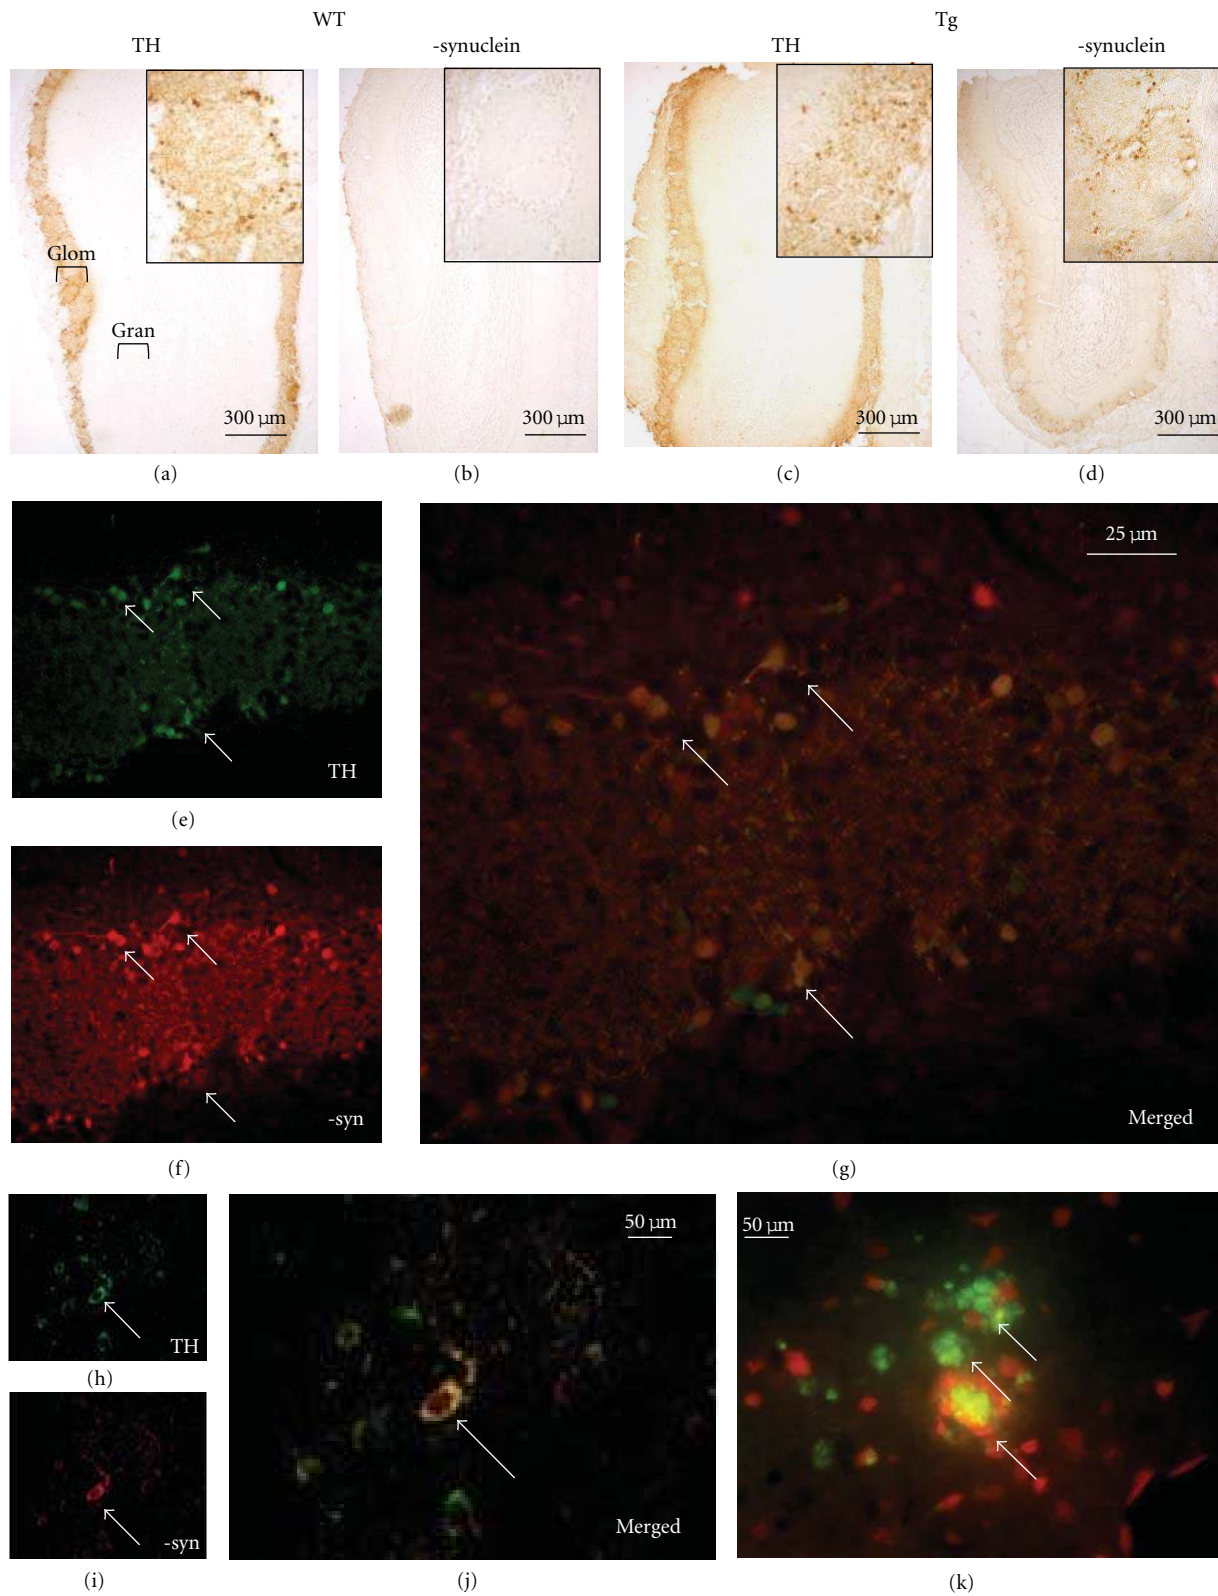 WT
Tg
TH
-synuclein
TH
-synuclein
Glom
Gran
300 µm
300 µm
300 µm
300 µm
(a)
(b)
(c)
(d)
TH
(e)
-syn
(f)
25 µm
Merged
(g)
TH
(h)
-syn
(i)
50 µm
Merged
(j)
50 µm
(k)